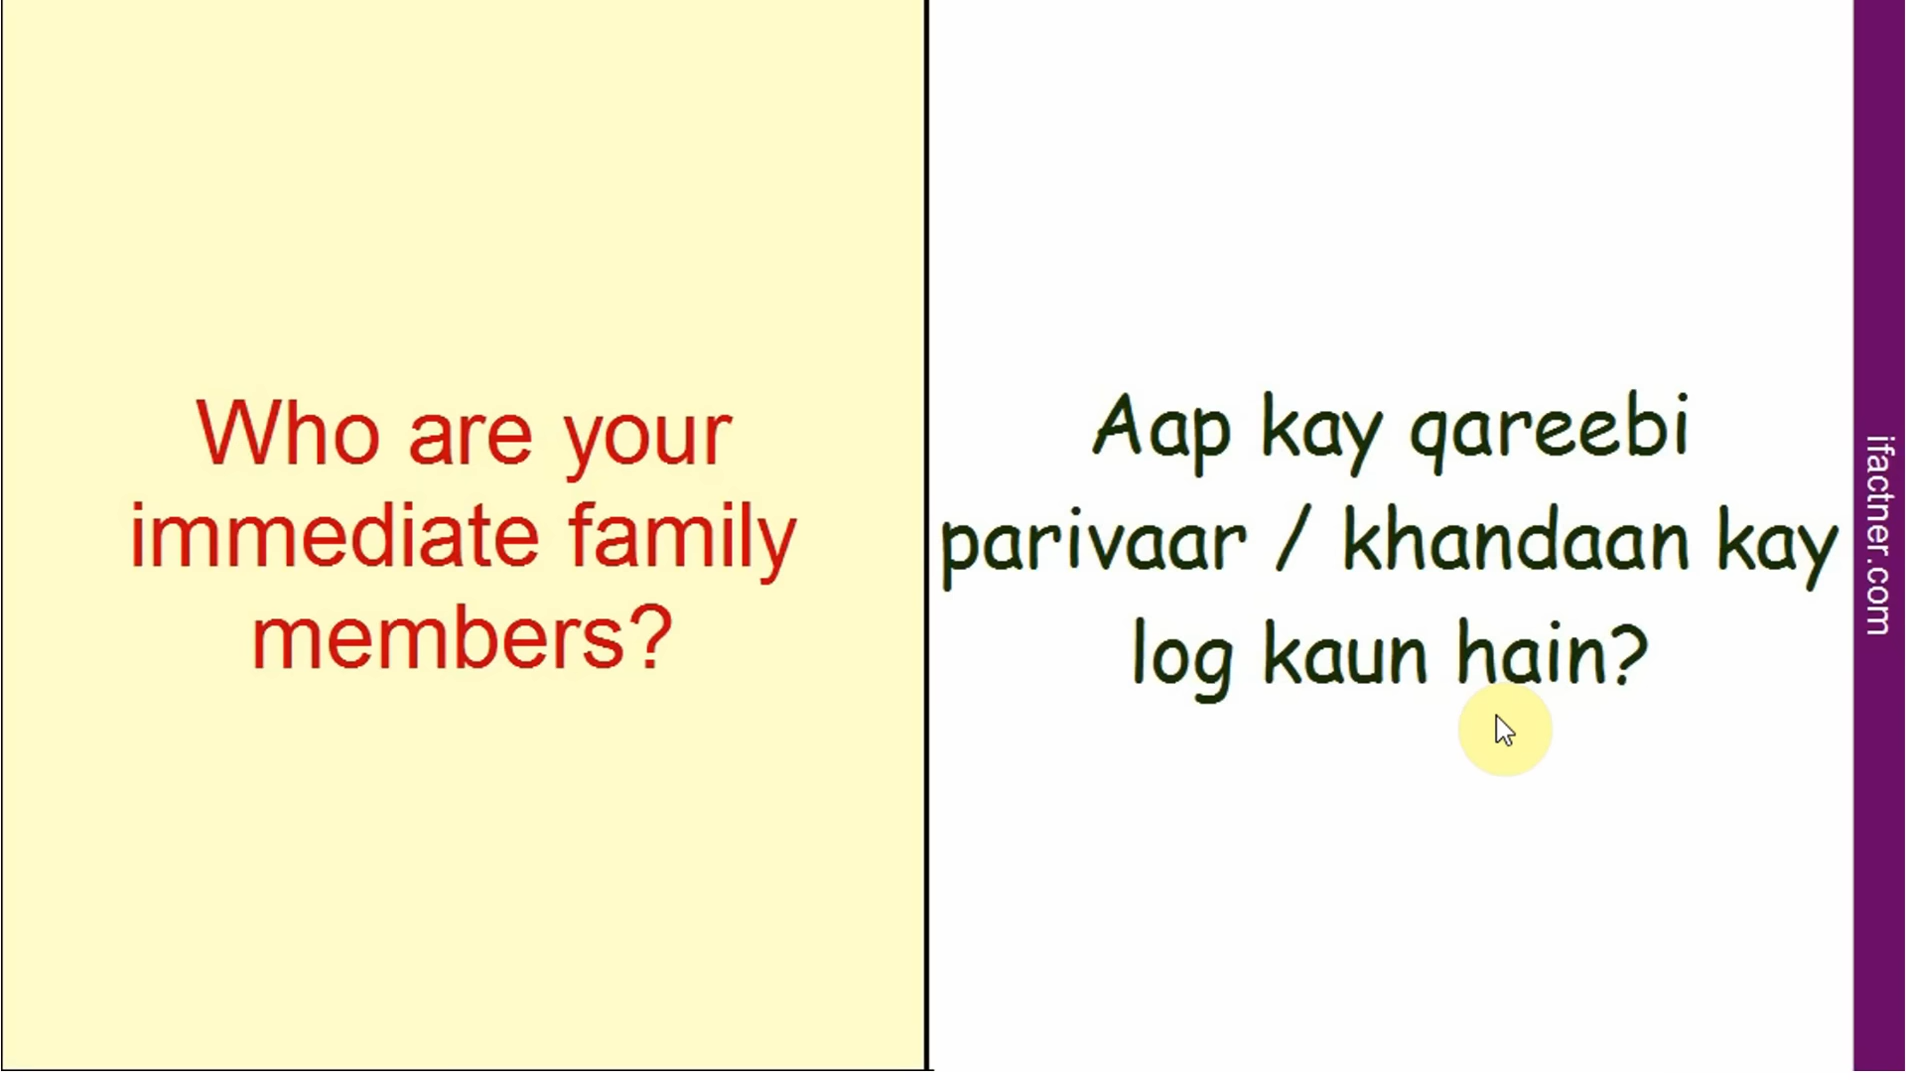 Who are your
immediate family
members?
Aap kay qareebi
parivaar / khandaan kay
log kaun hain?
ifactner.com